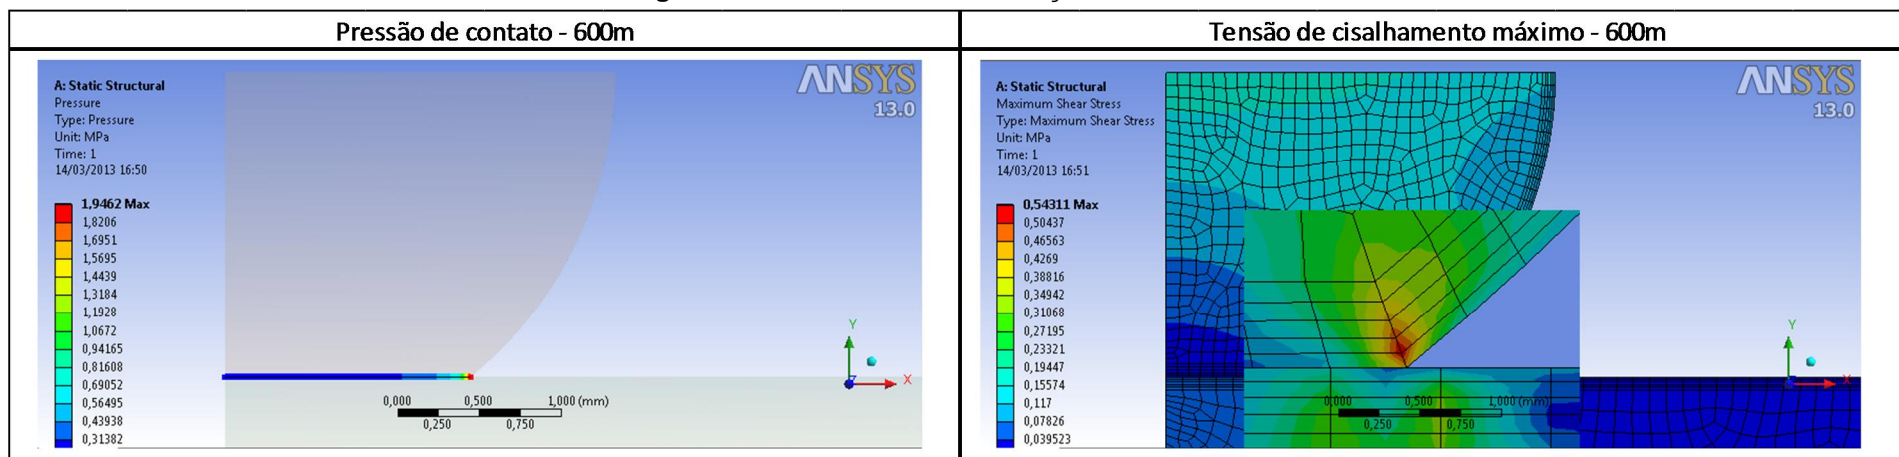 Pressão de contato - 600m
ANSYS
13.0
A: Static Structural
Pressure
Type: Pressure
Unit: MPa
Time: 1
14/03/2013 16:50
1,9462 Max
1,8206
1,6951
1,5695
1,4439
1,3184
1,1928
1,0672
0,94165
0,81608
0,69052
0,56495
0,43938
0,31382
Y
X
0,000 0,500 1,000 (mm)
0,250 0,750
Tensão de cisalhamento máximo - 600m
ANSYS
13.0
A: Static Structural
Maximum Shear Stress
Type: Maximum Shear Stress
Unit: MPa
Time: 1
14/03/2013 16:51
0,54311 Max
0,50437
0,46563
0,4269
0,38816
0,34942
0,31068
0,27195
0,23321
0,19447
0,15574
0,117
0,07826
0,039523
Y
X
0,000 0,500 1,000 (mm)
0,250 0,750